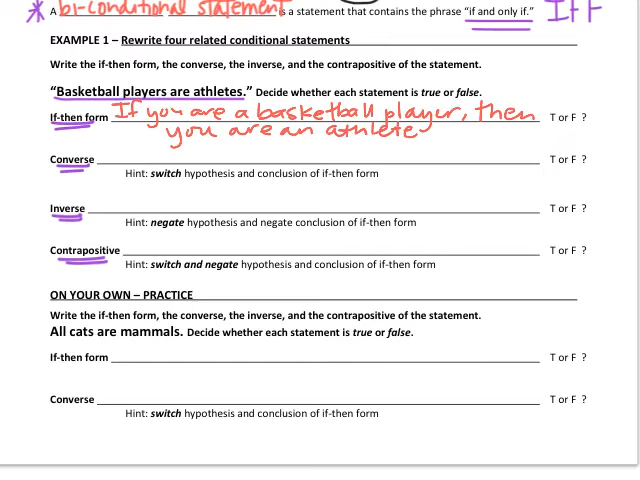 A bi-conditional statement is a statement that contains the phrase "if and only if." IFF
EXAMPLE 1 – Rewrite four related conditional statements
Write the if-then form, the converse, the inverse, and the contrapositive of the statement.
"Basketball players are athletes." Decide whether each statement is true or false.
If-then form If you are a basketball player, then T or F ?
you are an athlete
Converse T or F ?
Hint: switch hypothesis and conclusion of if-then form
Inverse T or F ?
Hint: negate hypothesis and negate conclusion of if-then form
Contrapositive T or F ?
Hint: switch and negate hypothesis and conclusion of if-then form
ON YOUR OWN – PRACTICE
Write the if-then form, the converse, the inverse, and the contrapositive of the statement.
All cats are mammals. Decide whether each statement is true or false.
If-then form T or F ?
Converse T or F ?
Hint: switch hypothesis and conclusion of if-then form